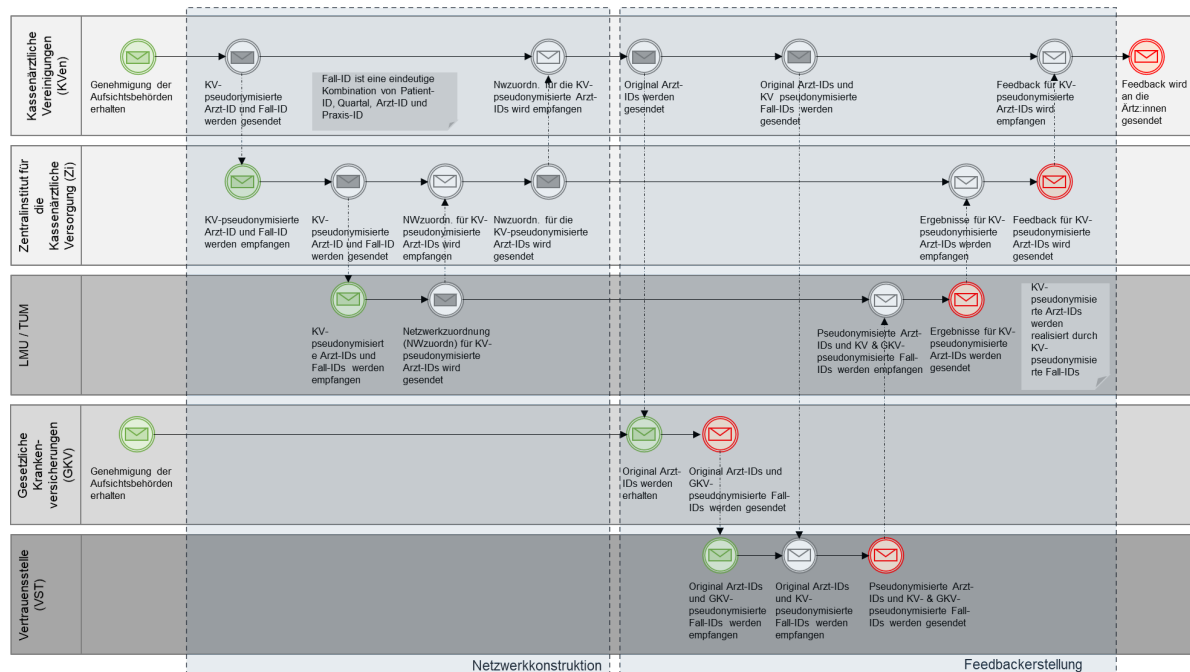 Kassenärztliche
Vereinigungen
(KVen)
Genehmigung der
Aufsichtsbehörden
erhalten
KV-
pseudonymisierte
Arzt-ID und Fall-ID
werden gesendet
Fall-ID ist eine eindeutige
Kombination von Patient-
ID, Quartal, Arzt-ID und
Praxis-ID
Nwzuordn. für die KV-
pseudonymisierte Arzt-
IDs wird empfangen
Original Arzt-
IDs werden
gesendet
Original Arzt-IDs und
KV pseudonymisierte
Fall-IDs werden
gesendet
Feedback für KV-
pseudonymisierte
Arzt-IDs wird
empfangen
Feedback wird
an die
Ärtz:innen
gesendet
Zentralinstitut für
die
Kassenärztliche
Versorgung (Zi)
KV-pseudonymisierte
Arzt-ID und Fall-ID
werden empfangen
KV-
pseudonymisierte
Arzt-ID und Fall-ID
werden gesendet
NWzuordn. für KV-
pseudonymisierte
Arzt-IDs wird
empfangen
Nwzuordn. für die
KV-pseudonymisierte
Arzt-IDs wird
gesendet
Ergebnisse für KV-
pseudonymisierte
Arzt-IDs werden
empfangen
Feedback für KV-
pseudonymisierte
Arzt-IDs wird
gesendet
LMU / TUM
KV-
pseudonymisiert
e Arzt-IDs und
Fall-IDs werden
empfangen
Netzwerkzuordnung
(NWzuordn) für KV-
pseudonymisierte
Arzt-IDs wird
gesendet
Pseudonymisierte Arzt-
IDs und KV & GKV-
pseudonymisierte Fall-
IDs werden empfangen
Ergebnisse für KV-
pseudonymisierte
Arzt-IDs werden
gesendet
KV-
pseudonymisie
rte Arzt-IDs
werden
realisiert durch
KV-
pseudonymisie
rte Fall-IDs
Gesetzliche
Kranken-
versicherungen
(GKV)
Genehmigung der
Aufsichtsbehörden
erhalten
Original Arzt-
IDs werden
erhalten
Original Arzt-IDs und
GKV-
pseudonymisierte Fall-
IDs werden gesendet
Vertrauensstelle
(VST)
Original Arzt-IDs
und GKV-
pseudonymisierte
Fall-IDs werden
empfangen
Original Arzt-IDs
und KV-
pseudonymisierte
Fall-IDs werden
empfangen
Pseudonymisierte Arzt-
IDs und KV- & GKV-
pseudonymisierte Fall-
IDs werden gesendet
Netzwerkkonstruktion
Feedbackerstellung